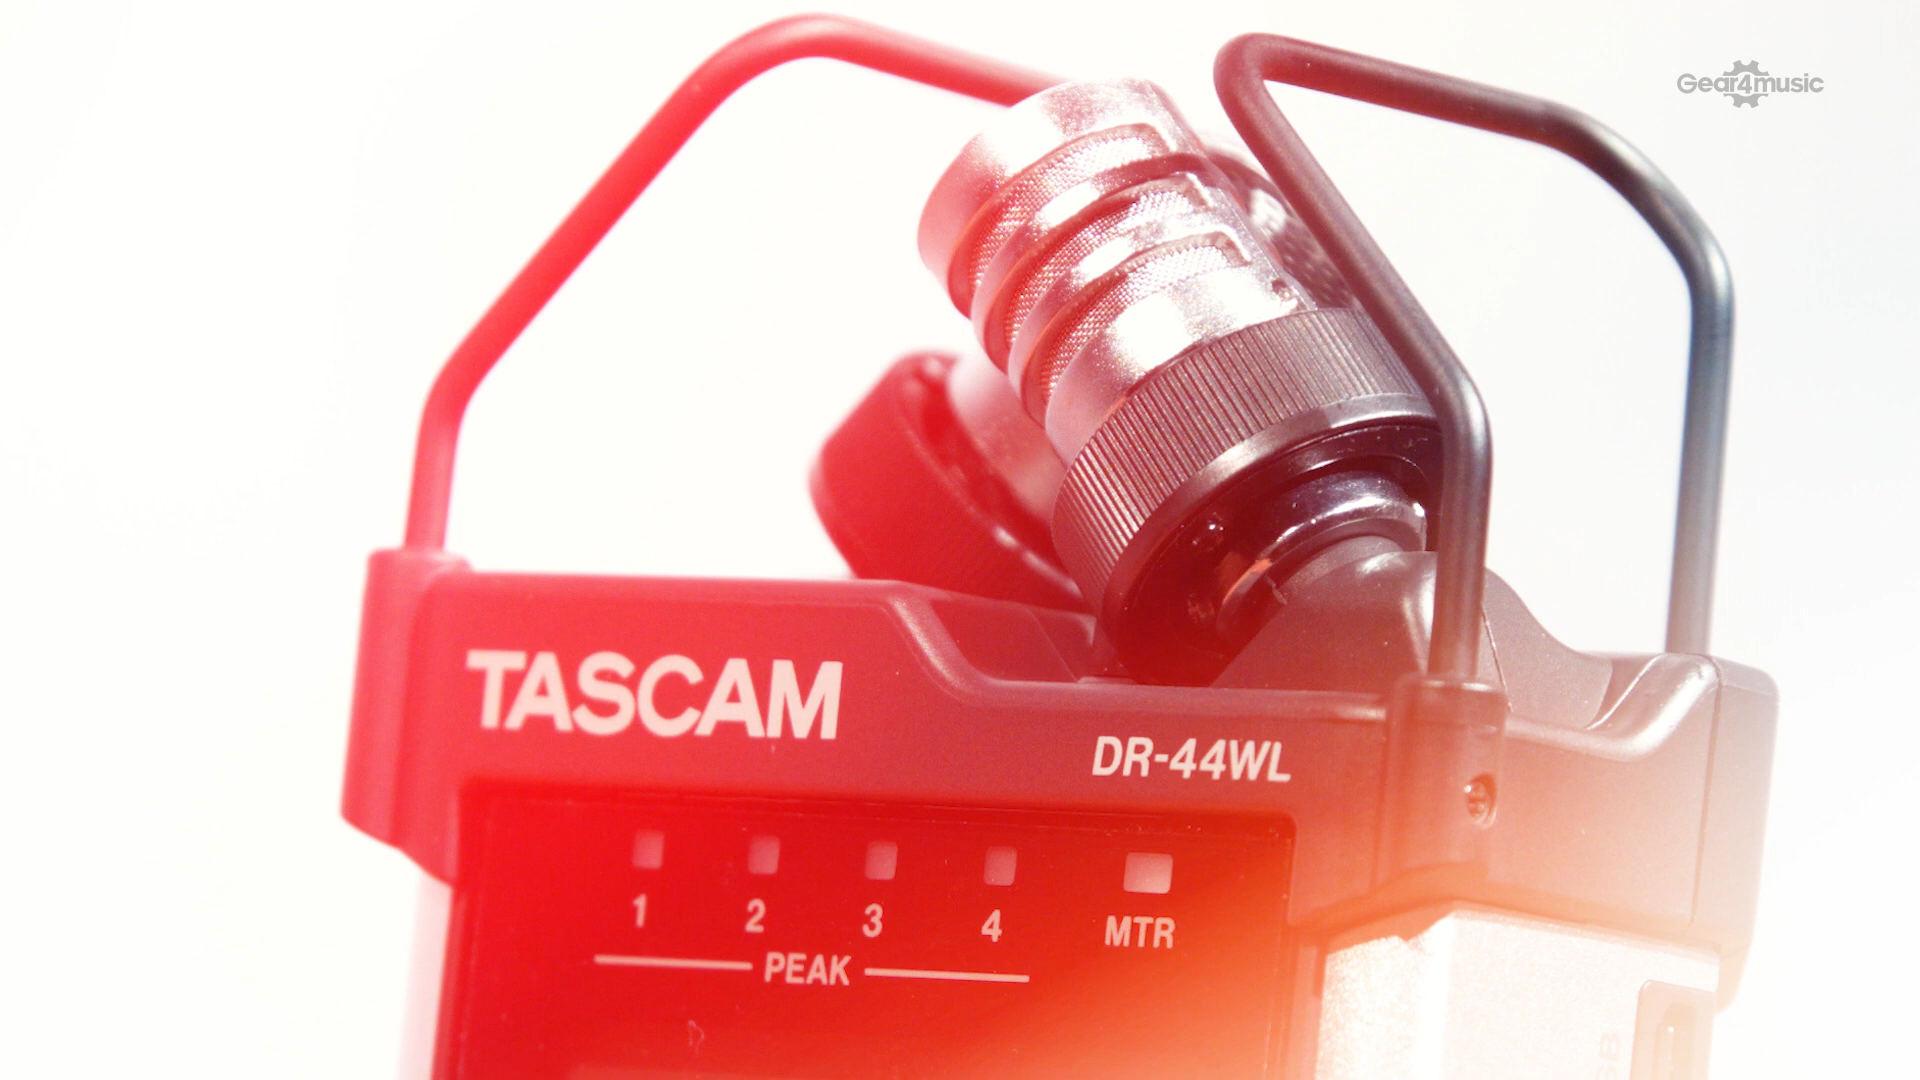 Gear4music
TASCAM
DR-44WL
1 2 3 4 MTR
PEAK